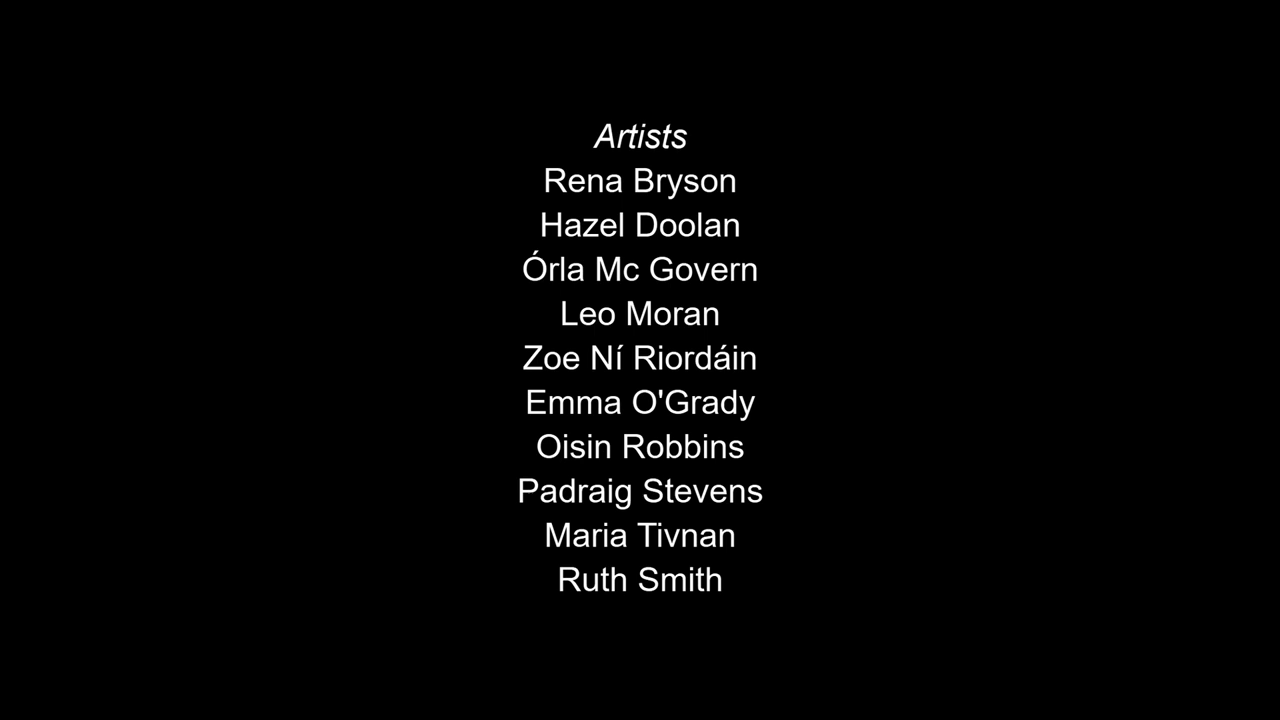 Artists
Rena Bryson
Hazel Doolan
Órla Mc Govern
Leo Moran
Zoe Ní Riordáin
Emma O'Grady
Oisin Robbins
Padraig Stevens
Maria Tivnan
Ruth Smith